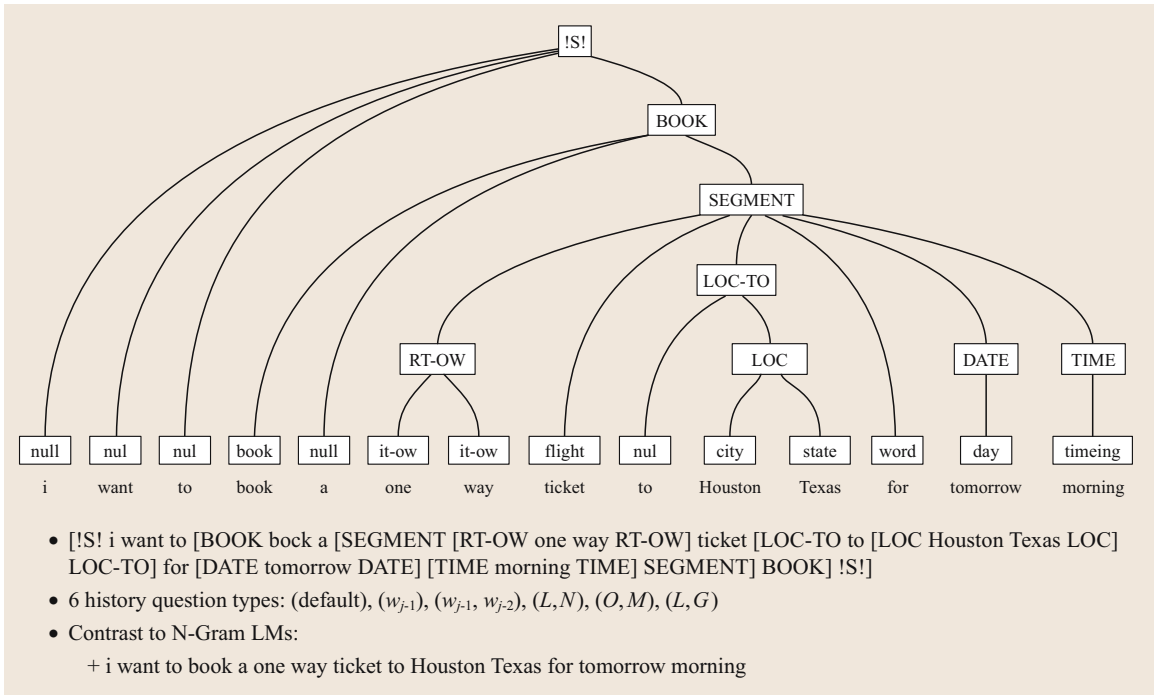 !S!
BOOK
SEGMENT
LOC-TO
RT-OW LOC DATE TIME
null nul nul book null it-ow it-ow flight nul city state word day timeing
i want to book a one way ticket to Houston Texas for tomorrow morning
• [!S! i want to [BOOK bock a [SEGMENT [RT-OW one way RT-OW] ticket [LOC-TO to [LOC Houston Texas LOC]
LOC-TO] for [DATE tomorrow DATE] [TIME morning TIME] SEGMENT] BOOK] !S!]
• 6 history question types: (default), (w_{j-1}), (w_{j-1}, w_{j-2}), (L,N), (O,M), (L,G)
• Contrast to N-Gram LMs:
+ i want to book a one way ticket to Houston Texas for tomorrow morning